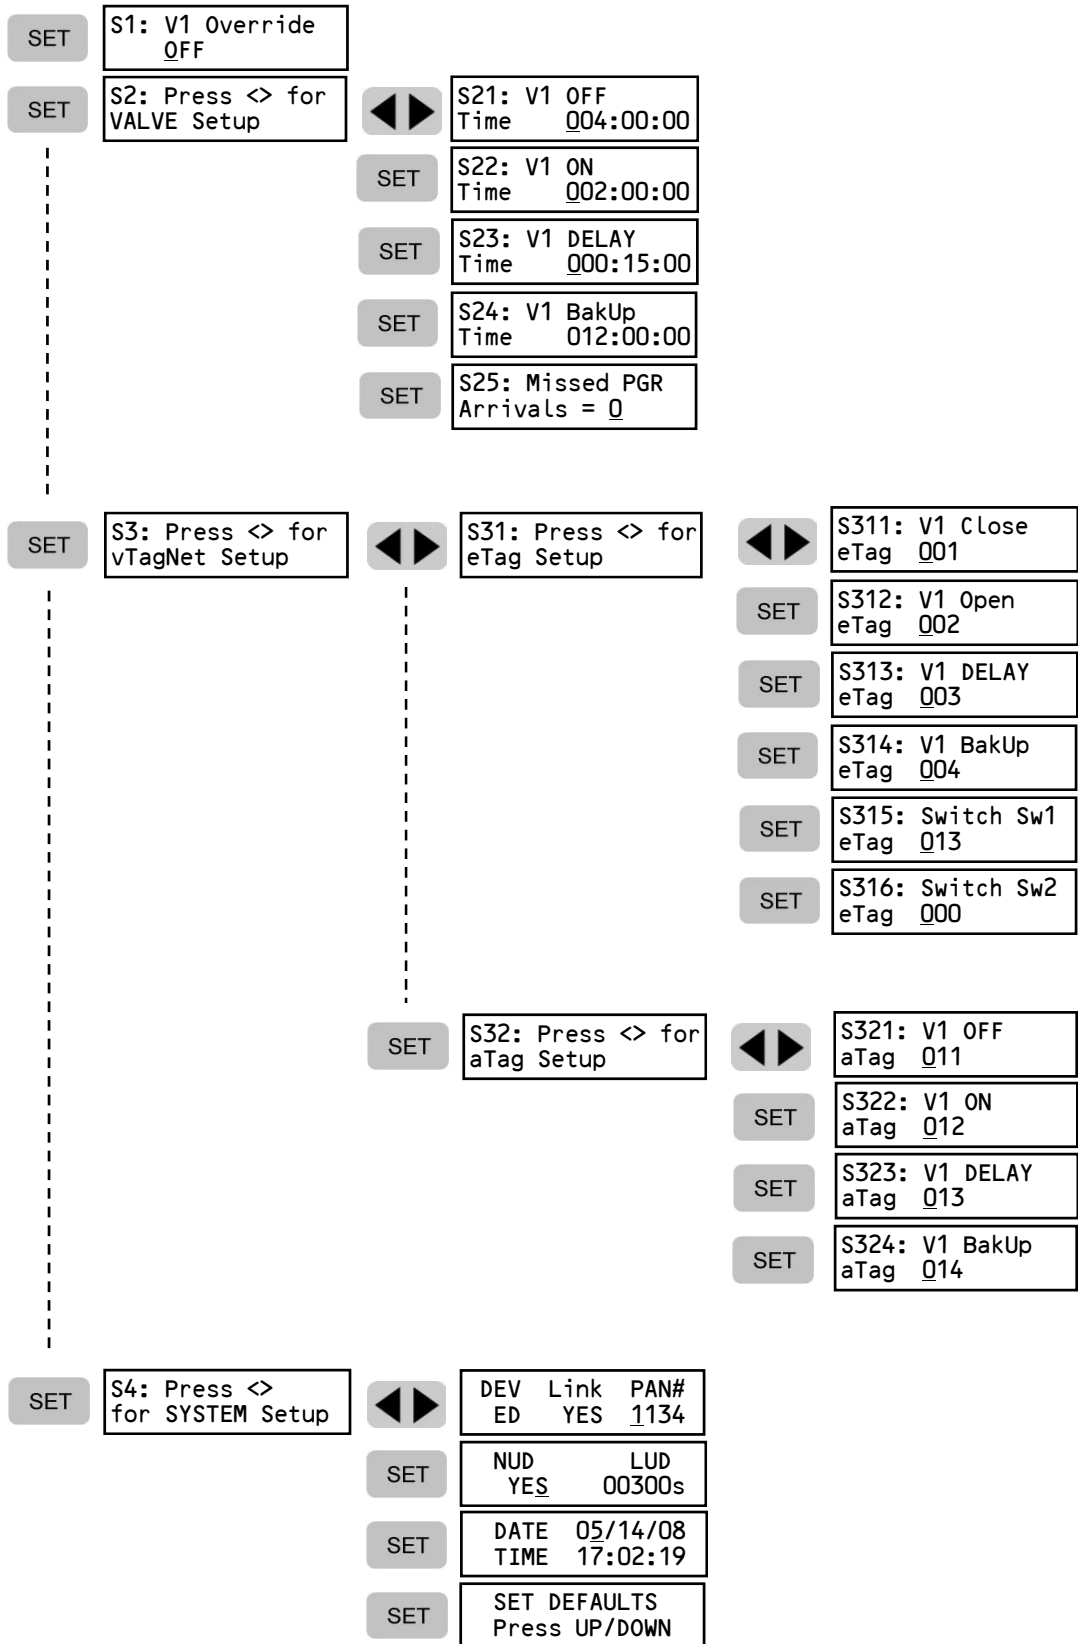 SET
S1: V1 Override
OFF
SET
S2: Press <> for
VALVE Setup
S21: V1 OFF
Time 004:00:00
SET
S22: V1 ON
Time 002:00:00
SET
S23: V1 DELAY
Time 000:15:00
SET
S24: V1 BakUp
Time 012:00:00
SET
S25: Missed PGR
Arrivals = 0
SET
S3: Press <> for
vTagNet Setup
S31: Press <> for
eTag Setup
S311: V1 Close
eTag 001
SET
S312: V1 Open
eTag 002
SET
S313: V1 DELAY
eTag 003
SET
S314: V1 BakUp
eTag 004
SET
S315: Switch Sw1
eTag 013
SET
S316: Switch Sw2
eTag 000
SET
S32: Press <> for
aTag Setup
S321: V1 OFF
aTag 011
SET
S322: V1 ON
aTag 012
SET
S323: V1 DELAY
aTag 013
SET
S324: V1 BakUp
aTag 014
SET
S4: Press <>
for SYSTEM Setup
DEV Link PAN#
ED YES 1134
SET
NUD LUD
YES 00300s
SET
DATE 05/14/08
TIME 17:02:19
SET
SET DEFAULTS
Press UP/DOWN